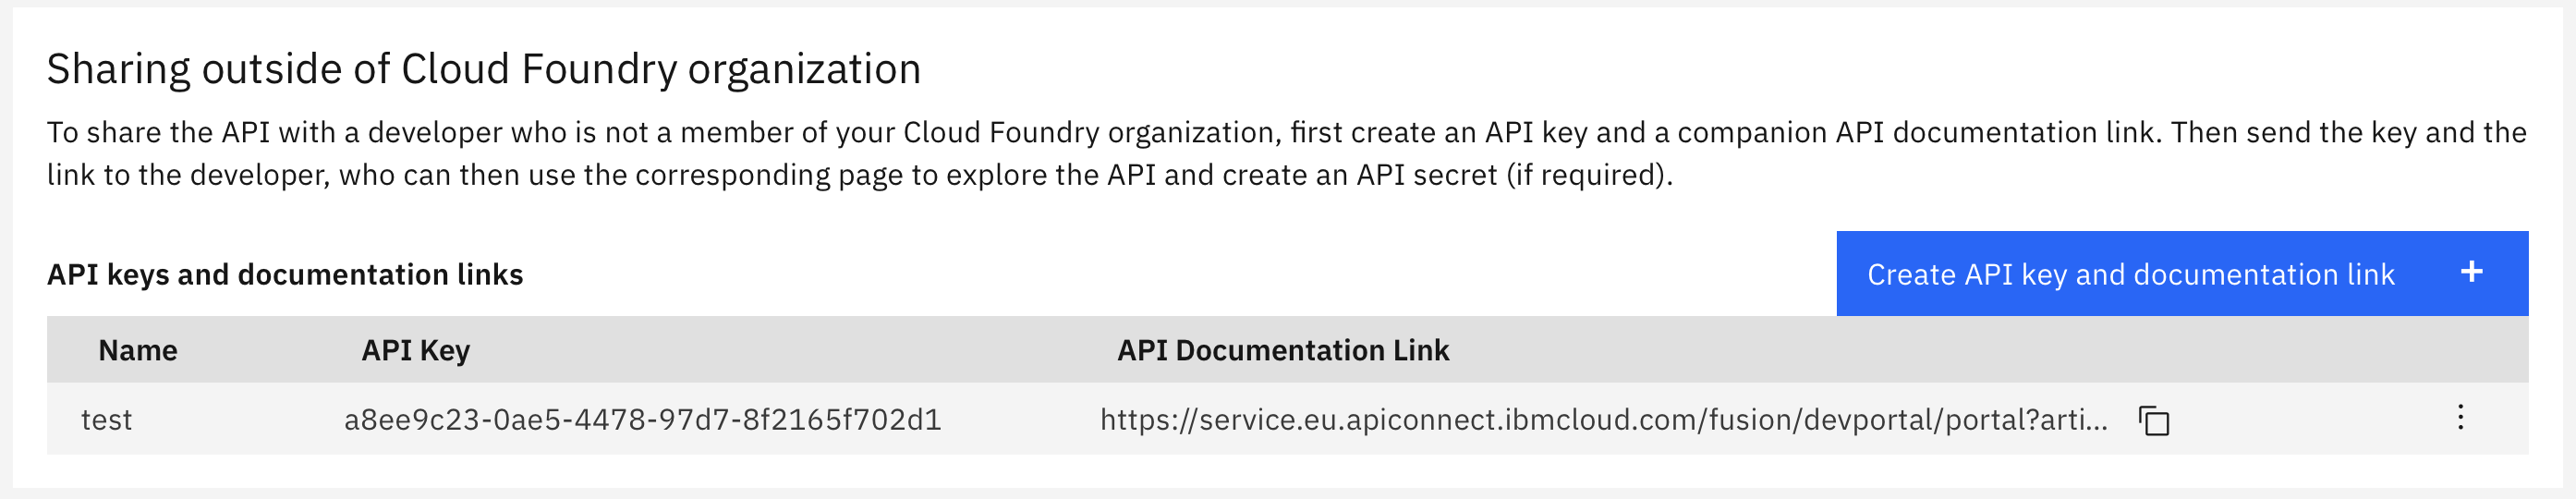 Sharing outside of Cloud Foundry organization
To share the API with a developer who is not a member of your Cloud Foundry organization, first create an API key and a companion API documentation link. Then send the key and the
link to the developer, who can then use the corresponding page to explore the API and create an API secret (if required).
API keys and documentation links
Create API key and documentation link +
Name API Key API Documentation Link
test a8ee9c23-0ae5-4478-97d7-8f2165f702d1 https://service.eu.apiconnect.ibmcloud.com/fusion/devportal/portal?arti...